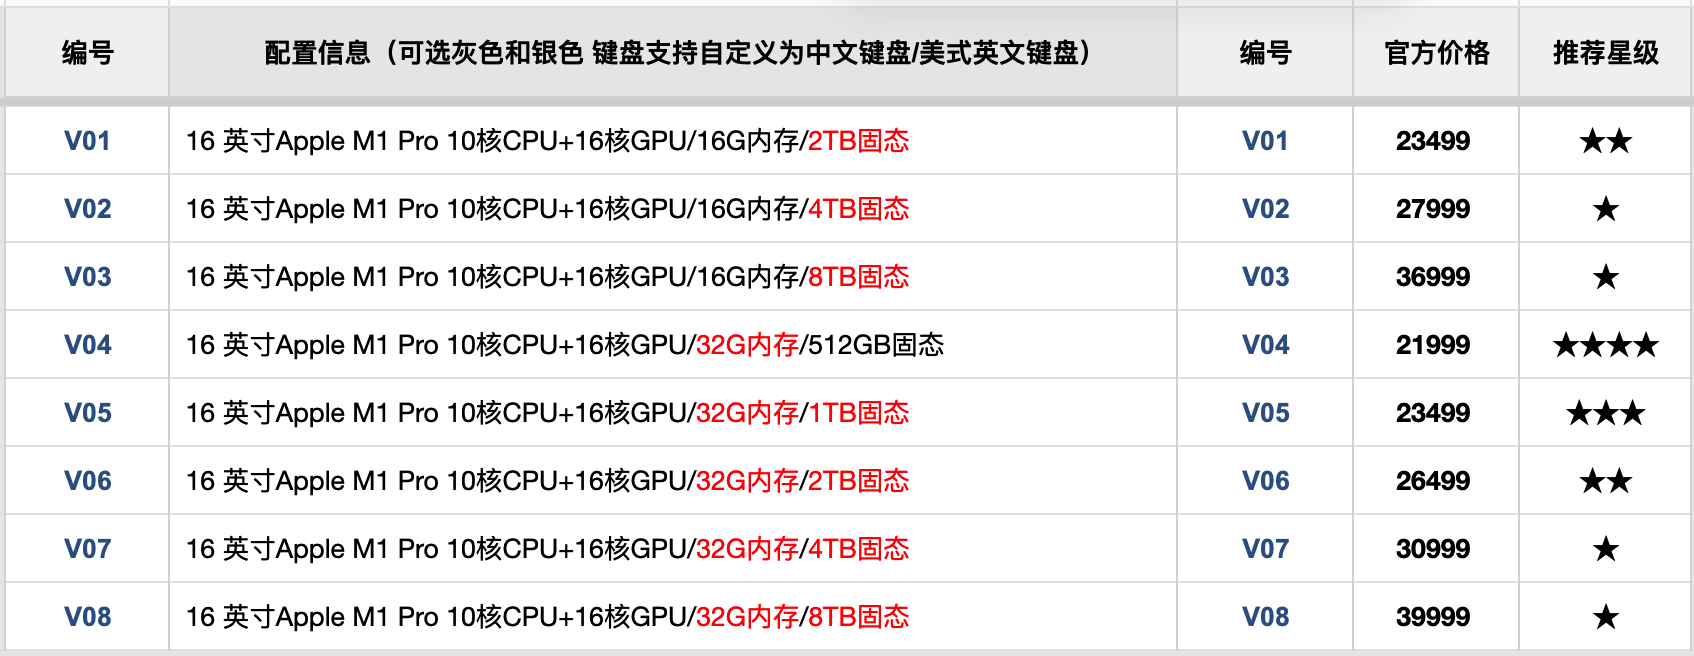 编号 配置信息（可选灰色和银色 键盘支持自定义为中文键盘/美式英文键盘） 编号 官方价格 推荐星级
V01 16 英寸Apple M1 Pro 10核CPU+16核GPU/16G内存/2TB固态 V01 23499 ★★
V02 16 英寸Apple M1 Pro 10核CPU+16核GPU/16G内存/4TB固态 V02 27999 ★
V03 16 英寸Apple M1 Pro 10核CPU+16核GPU/16G内存/8TB固态 V03 36999 ★
V04 16 英寸Apple M1 Pro 10核CPU+16核GPU/32G内存/512GB固态 V04 21999 ★★★★
V05 16 英寸Apple M1 Pro 10核CPU+16核GPU/32G内存/1TB固态 V05 23499 ★★★
V06 16 英寸Apple M1 Pro 10核CPU+16核GPU/32G内存/2TB固态 V06 26499 ★★
V07 16 英寸Apple M1 Pro 10核CPU+16核GPU/32G内存/4TB固态 V07 30999 ★
V08 16 英寸Apple M1 Pro 10核CPU+16核GPU/32G内存/8TB固态 V08 39999 ★